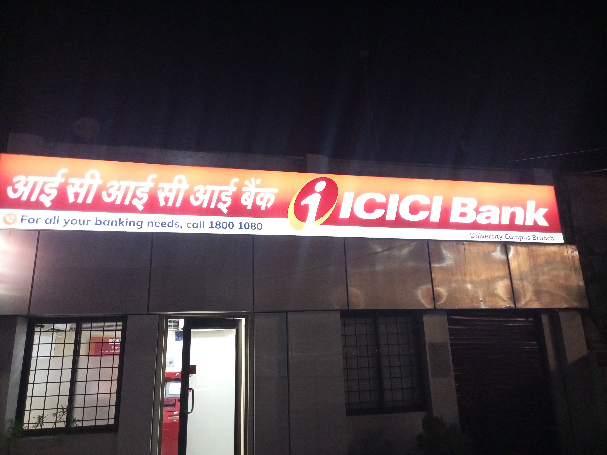 आई सी आई सी आई बैंक
ICICI Bank
For all your banking needs, call 1800 1080
University Campus Branch